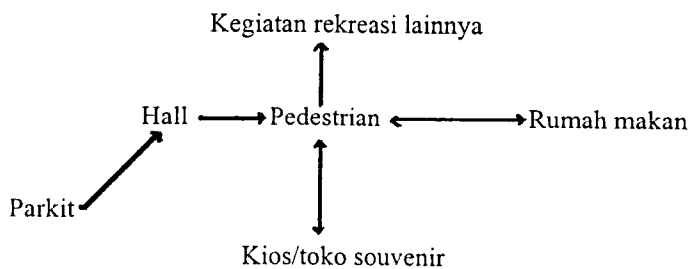 Kegiatan rekreasi lainnya
Hall
Pedestrian
Rumah makan
Parkit
Kios/toko souvenir